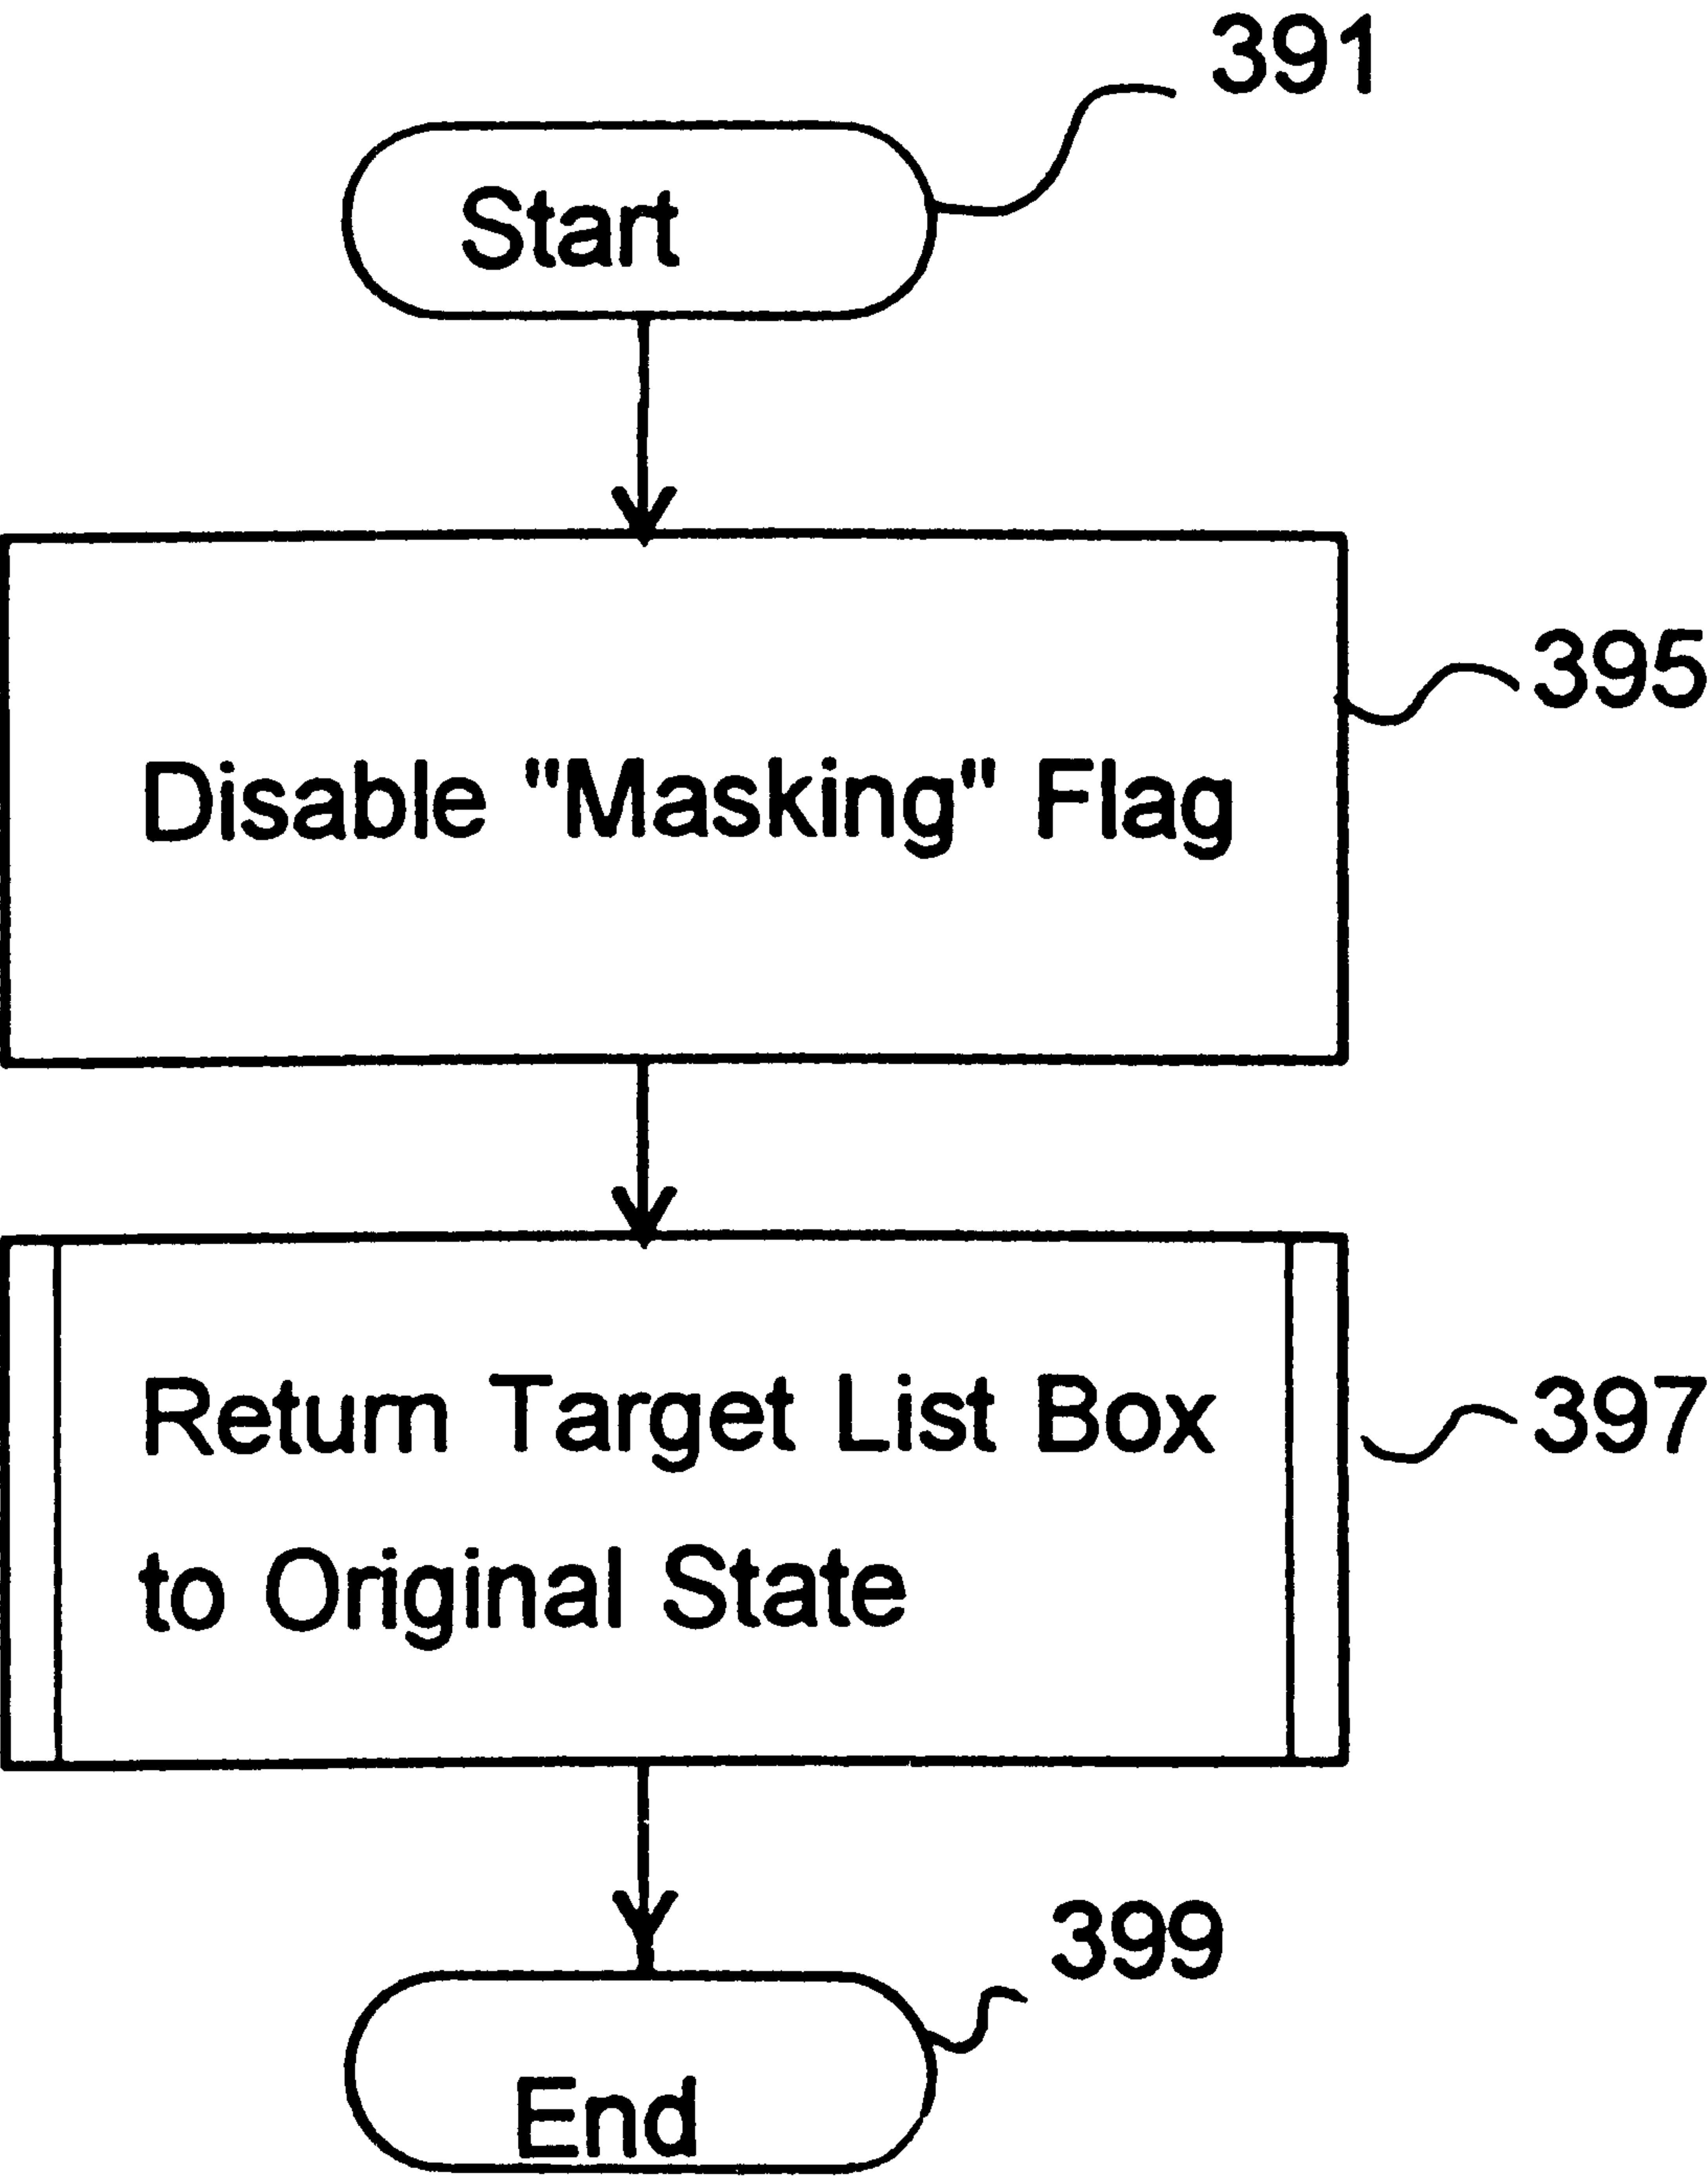 391
Start
395
Disable "Masking" Flag
Return Target List Box
397
to Original State
399
End